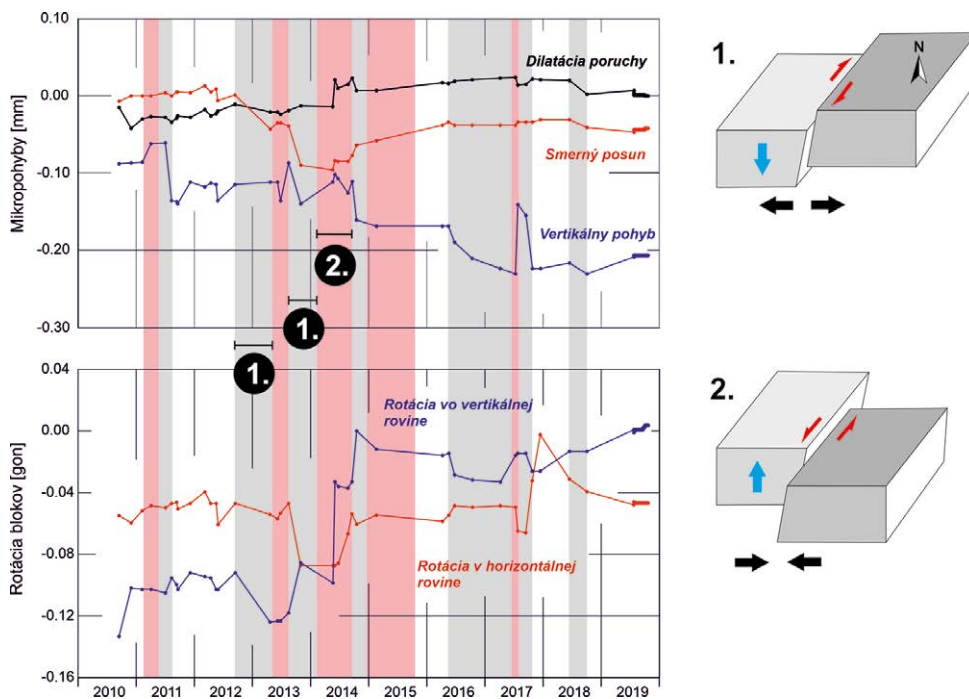 0.10
0.00
-0.10
-0.20
-0.30
Mikropohyby [mm]
Dilatácia poruchy
Smerný posun
Vertikálny pohyb
2.
1.
1.
0.04
0.00
-0.04
-0.08
-0.12
-0.16
Rotácia blokov [gon]
Rotácia vo vertikálnej
rovine
Rotácia v horizontálnej
rovine
2010 2011 2012 2013 2014 2015 2016 2017 2018 2019
1.
N
2.